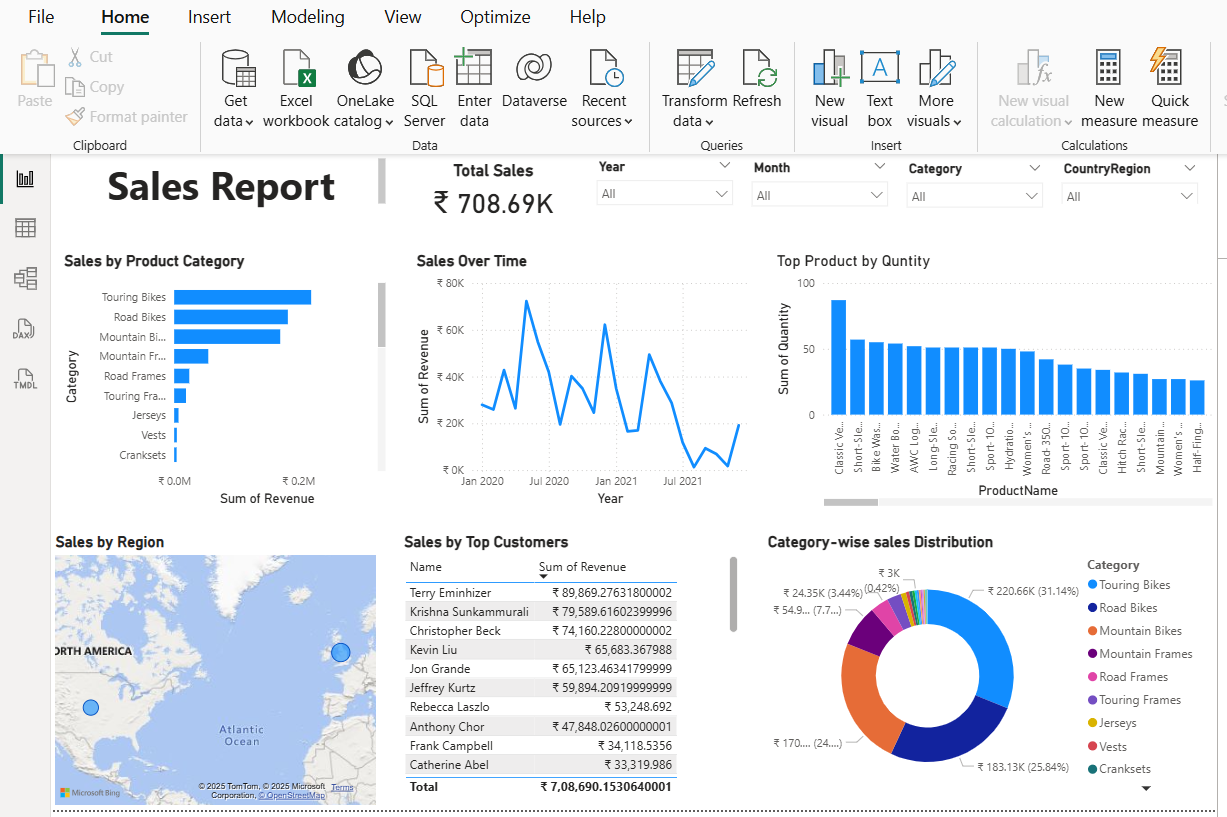 File Home Insert Modeling View Optimize Help
Paste
Cut
Copy
Format painter
Clipboard
Get data
Excel workbook
OneLake catalog
SQL Server
Enter data
Dataverse
Recent sources
Data
Transform data
Refresh
Queries
New visual
Text box
More visuals
Insert
New visual calculation
New measure
Quick measure
Calculations
DAX
TMDL
Sales Report
Total Sales
₹ 708.69K
Year
All
Month
All
Category
All
CountryRegion
All
Sales by Product Category
Category
Touring Bikes
Road Bikes
Mountain Bi...
Mountain Fr...
Road Frames
Touring Fra...
Jerseys
Vests
Cranksets
₹ 0.0M ₹ 0.2M
Sum of Revenue
Sales Over Time
Sum of Revenue
₹ 80K
₹ 60K
₹ 40K
₹ 20K
₹ 0K
Jan 2020 Jul 2020 Jan 2021 Jul 2021
Year
Top Product by Quntity
Sum of Quantity
100
50
0
Classic Ve...
Short-Sle...
Bike Was...
Water Bo...
AWC Log...
Long-Sle...
Racing So...
Short-Sle...
Sport-10...
Hydratio...
Women's ...
Road-350...
Sport-10...
Sport-10...
Classic Ve...
Hitch Rac...
Short-Sle...
Mountain...
Women's ...
Half-Fing...
ProductName
Sales by Region
ORTH AMERICA
Atlantic
Ocean
Microsoft Bing
© 2025 TomTom, © 2025 Microsoft Terms
Corporation, © OpenStreetMap
Sales by Top Customers
Name Sum of Revenue
Terry Eminhizer ₹ 89,869.27631800002
Krishna Sunkammurali ₹ 79,589.61602399996
Christopher Beck ₹ 74,160.22800000002
Kevin Liu ₹ 65,683.367988
Jon Grande ₹ 65,123.46341799999
Jeffrey Kurtz ₹ 59,894.20919999999
Rebecca Laszlo ₹ 53,248.692
Anthony Chor ₹ 47,848.02600000001
Frank Campbell ₹ 34,118.5356
Catherine Abel ₹ 33,319.986
Total ₹ 7,08,690.1530640001
Category-wise sales Distribution
₹ 3K
(0.42%)
₹ 24.35K (3.44%)
₹ 54.9... (7.7...)
₹ 170.... (24....)
₹ 220.66K (31.14%)
₹ 183.13K (25.84%)
Category
Touring Bikes
Road Bikes
Mountain Bikes
Mountain Frames
Road Frames
Touring Frames
Jerseys
Vests
Cranksets